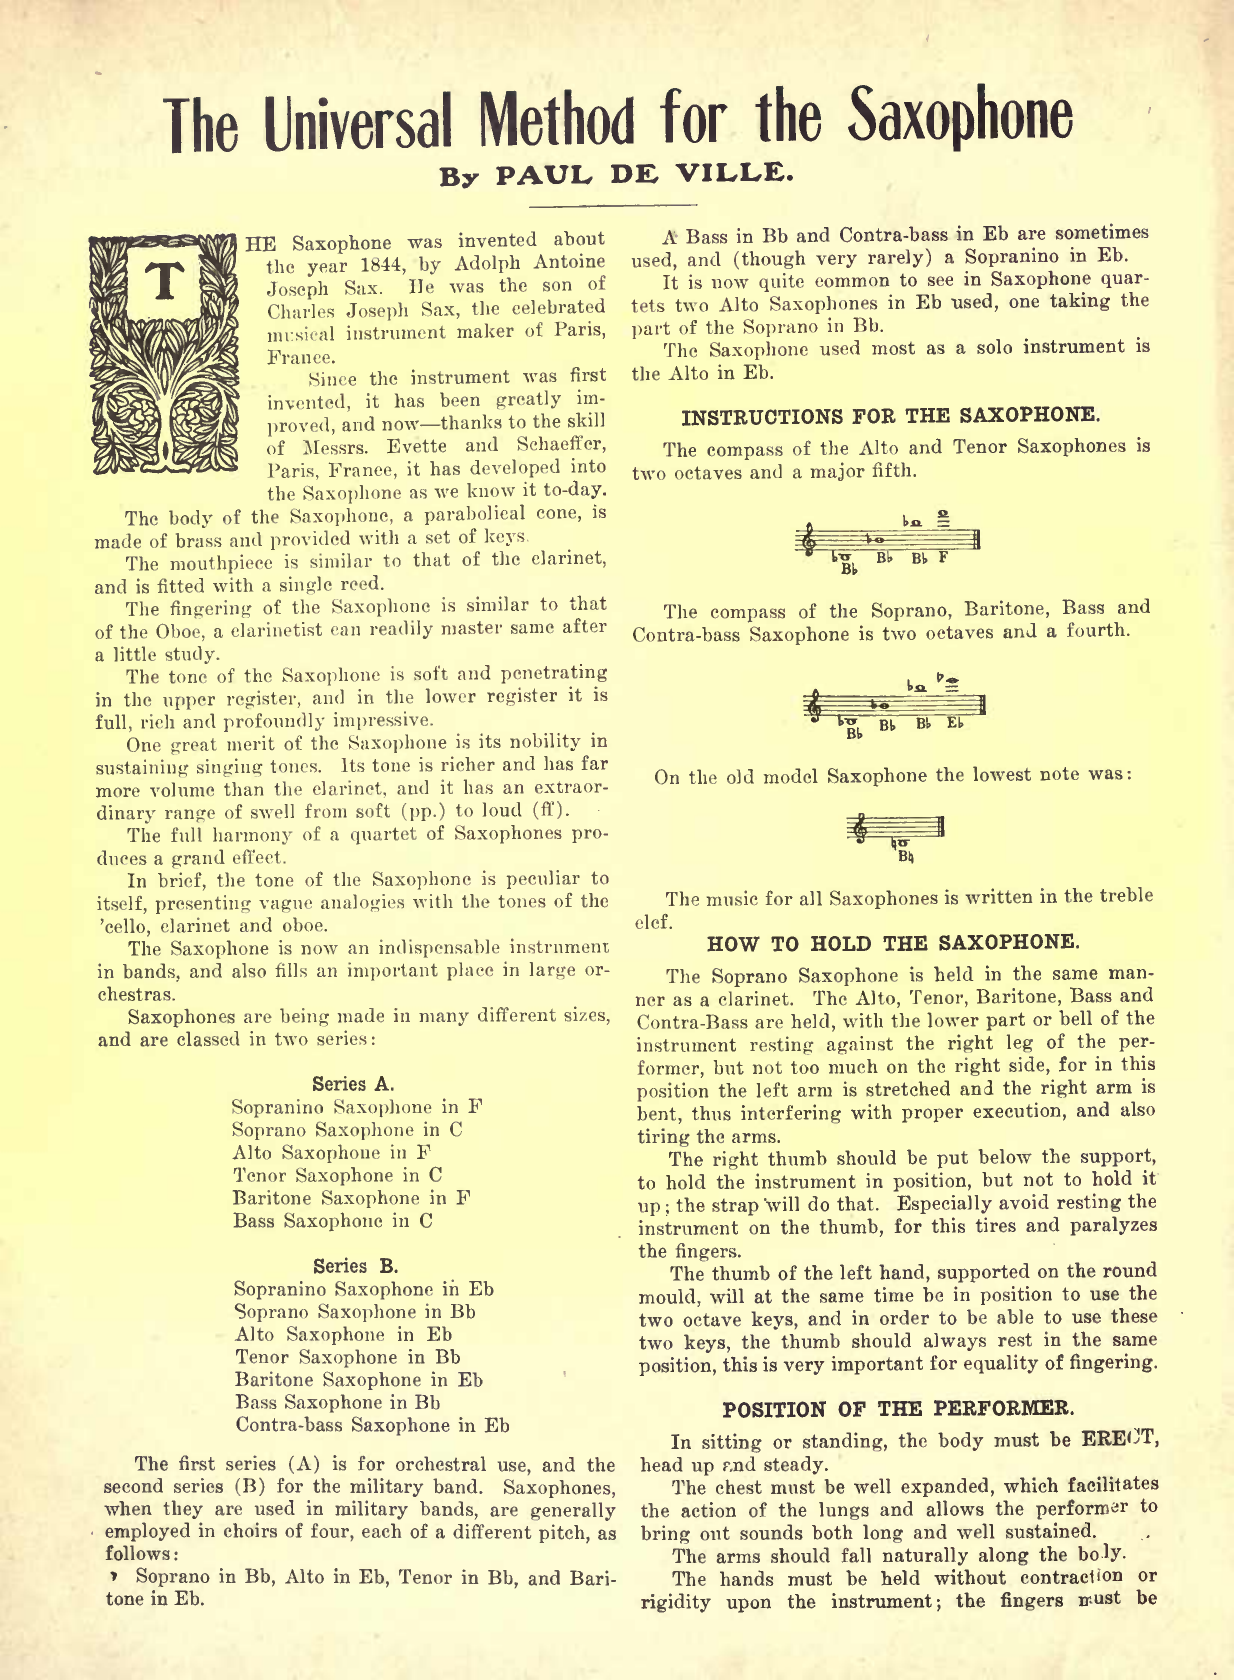 The Universal Method for the Saxophone
By PAUL DE VILLE.
THE Saxophone was invented about
the year 1844, by Adolph Antoine
Joseph Sax. He was the son of
Charles Joseph Sax, the celebrated
musical instrument maker of Paris,
France.
Since the instrument was first
invented, it has been greatly im-
proved, and now—thanks to the skill
of Messrs. Evette and Schaeffer,
Paris, France, it has developed into
the Saxophone as we know it to-day.
The body of the Saxophone, a parabolical cone, is
made of brass and provided with a set of keys.
The mouthpiece is similar to that of the clarinet,
and is fitted with a single reed.
The fingering of the Saxophone is similar to that
of the Oboe, a clarinetist can readily master same after
a little study.
The tone of the Saxophone is soft and penetrating
in the upper register, and in the lower register it is
full, rich and profoundly impressive.
One great merit of the Saxophone is its nobility in
sustaining singing tones. Its tone is richer and has far
more volume than the clarinet, and it has an extraor-
dinary range of swell from soft (pp.) to loud (ff).
The full harmony of a quartet of Saxophones pro-
duces a grand effect.
In brief, the tone of the Saxophone is peculiar to
itself, presenting vague analogies with the tones of the
'cello, clarinet and oboe.
The Saxophone is now an indispensable instrument
in bands, and also fills an important place in large or-
chestras.
Saxophones are being made in many different sizes,
and are classed in two series:
Series A.
Sopranino Saxophone in F
Soprano Saxophone in C
Alto Saxophone in F
Tenor Saxophone in C
Baritone Saxophone in F
Bass Saxophone in C
Series B.
Sopranino Saxophone in Eb
Soprano Saxophone in Bb
Alto Saxophone in Eb
Tenor Saxophone in Bb
Baritone Saxophone in Eb
Bass Saxophone in Bb
Contra-bass Saxophone in Eb
The first series (A) is for orchestral use, and the
second series (B) for the military band. Saxophones,
when they are used in military bands, are generally
employed in choirs of four, each of a different pitch, as
follows:
Soprano in Bb, Alto in Eb, Tenor in Bb, and Bari-
tone in Eb.
A Bass in Bb and Contra-bass in Eb are sometimes
used, and (though very rarely) a Sopranino in Eb.
It is now quite common to see in Saxophone quar-
tets two Alto Saxophones in Eb used, one taking the
part of the Soprano in Bb.
The Saxophone used most as a solo instrument is
the Alto in Eb.
INSTRUCTIONS FOR THE SAXOPHONE.
The compass of the Alto and Tenor Saxophones is
two octaves and a major fifth.
B♭ B♭ B♭ F
The compass of the Soprano, Baritone, Bass and
Contra-bass Saxophone is two octaves and a fourth.
B♭ B♭ B♭ E♭
On the old model Saxophone the lowest note was:
B♮
The music for all Saxophones is written in the treble
clef.
HOW TO HOLD THE SAXOPHONE.
The Soprano Saxophone is held in the same man-
ner as a clarinet. The Alto, Tenor, Baritone, Bass and
Contra-Bass are held, with the lower part or bell of the
instrument resting against the right leg of the per-
former, but not too much on the right side, for in this
position the left arm is stretched and the right arm is
bent, thus interfering with proper execution, and also
tiring the arms.
The right thumb should be put below the support,
to hold the instrument in position, but not to hold it
up; the strap will do that. Especially avoid resting the
instrument on the thumb, for this tires and paralyzes
the fingers.
The thumb of the left hand, supported on the round
mould, will at the same time be in position to use the
two octave keys, and in order to be able to use these
two keys, the thumb should always rest in the same
position, this is very important for equality of fingering.
POSITION OF THE PERFORMER.
In sitting or standing, the body must be ERECT,
head up and steady.
The chest must be well expanded, which facilitates
the action of the lungs and allows the performer to
bring out sounds both long and well sustained.
The arms should fall naturally along the body.
The hands must be held without contraction or
rigidity upon the instrument; the fingers must be